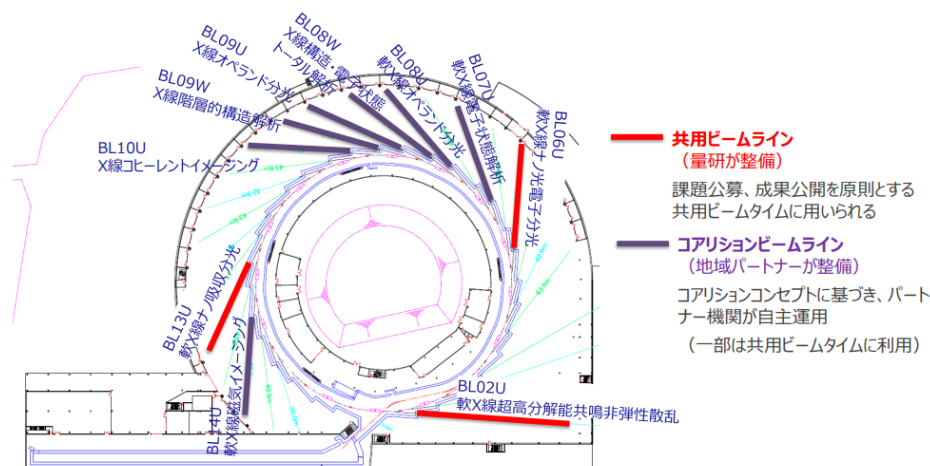 BL08W
X線構造・電子状態
トータル解析
BL09U
X線オペランド分光
BL08U
軟X線オペランド分光
BL07U
軟X線電子状態解析
BL09W
X線階層的構造解析
BL06U
軟X線ナノ光電子分光
BL10U
X線コヒーレントイメージング
共用ビームライン
（量研が整備）
課題公募、成果公開を原則とする
共用ビームタイムに用いられる
コアリションビームライン
（地域パートナーが整備）
コアリションコンセプトに基づき、パート
ナー機関が自主運用
（一部は共用ビームタイムに利用）
BL13U
軟X線ナノ吸収分光
BL14U
軟X線磁気イメージング
BL02U
軟X線超高分解能共鳴非弾性散乱